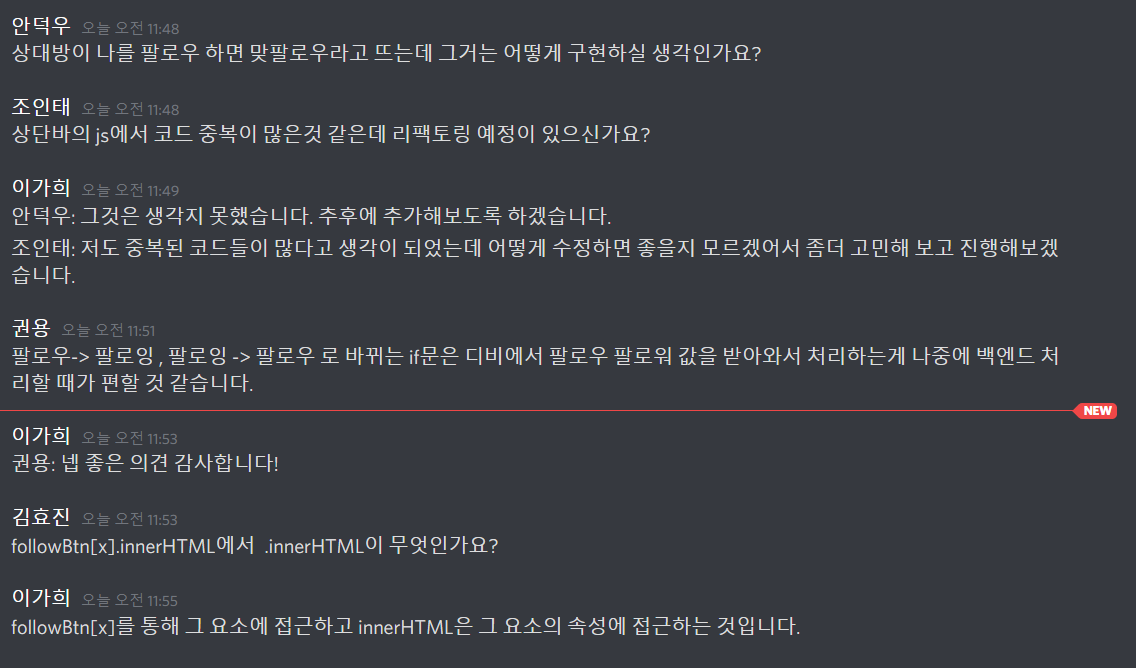 안덕우 오늘 오전 11:48
상대방이 나를 팔로우 하면 맞팔로우라고 뜨는데 그거는 어떻게 구현하실 생각인가요?
조인태 오늘 오전 11:48
상단바의 js에서 코드 중복이 많은것 같은데 리팩토링 예정이 있으신가요?
이가희 오늘 오전 11:49
안덕우: 그것은 생각지 못했습니다. 추후에 추가해보도록 하겠습니다.
조인태: 저도 중복된 코드들이 많다고 생각이 되었는데 어떻게 수정하면 좋을지 모르겠어서 좀더 고민해 보고 진행해보겠
습니다.
권용 오늘 오전 11:51
팔로우-> 팔로잉 , 팔로잉 -> 팔로우 로 바뀌는 if문은 디비에서 팔로우 팔로워 값을 받아와서 처리하는게 나중에 백엔드 처
리할 때가 편할 것 같습니다.
NEW
이가희 오늘 오전 11:53
권용: 넵 좋은 의견 감사합니다!
김효진 오늘 오전 11:53
followBtn[x].innerHTML에서 .innerHTML이 무엇인가요?
이가희 오늘 오전 11:55
followBtn[x]를 통해 그 요소에 접근하고 innerHTML은 그 요소의 속성에 접근하는 것입니다.